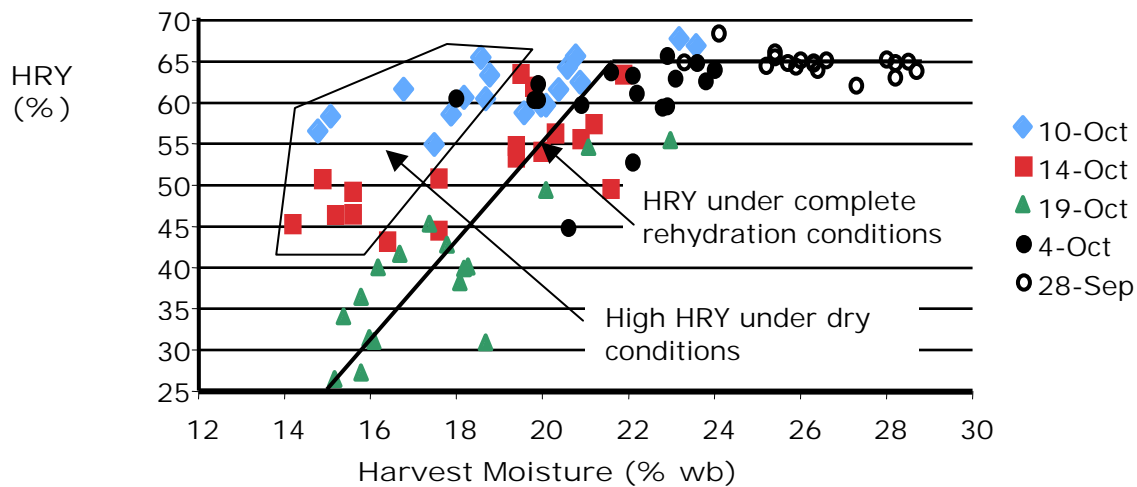 HRY
(%)
70
65
60
55
50
45
40
35
30
25
12 14 16 18 20 22 24 26 28 30
Harvest Moisture (% wb)
HRY under complete
rehydration conditions
High HRY under dry
conditions
10-Oct
14-Oct
19-Oct
4-Oct
28-Sep